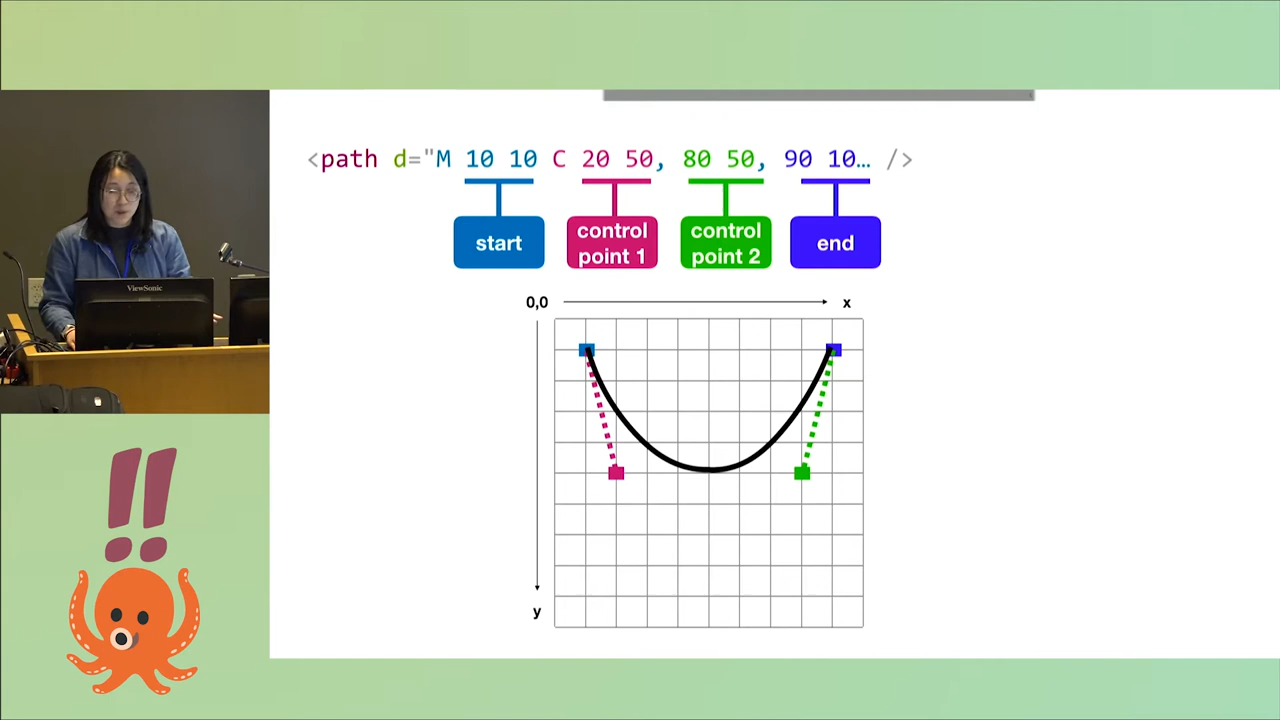 <path d="M 10 10 C 20 50, 80 50, 90 10… />
start
control
point 1
control
point 2
end
0,0
x
y
ViewSonic
!!